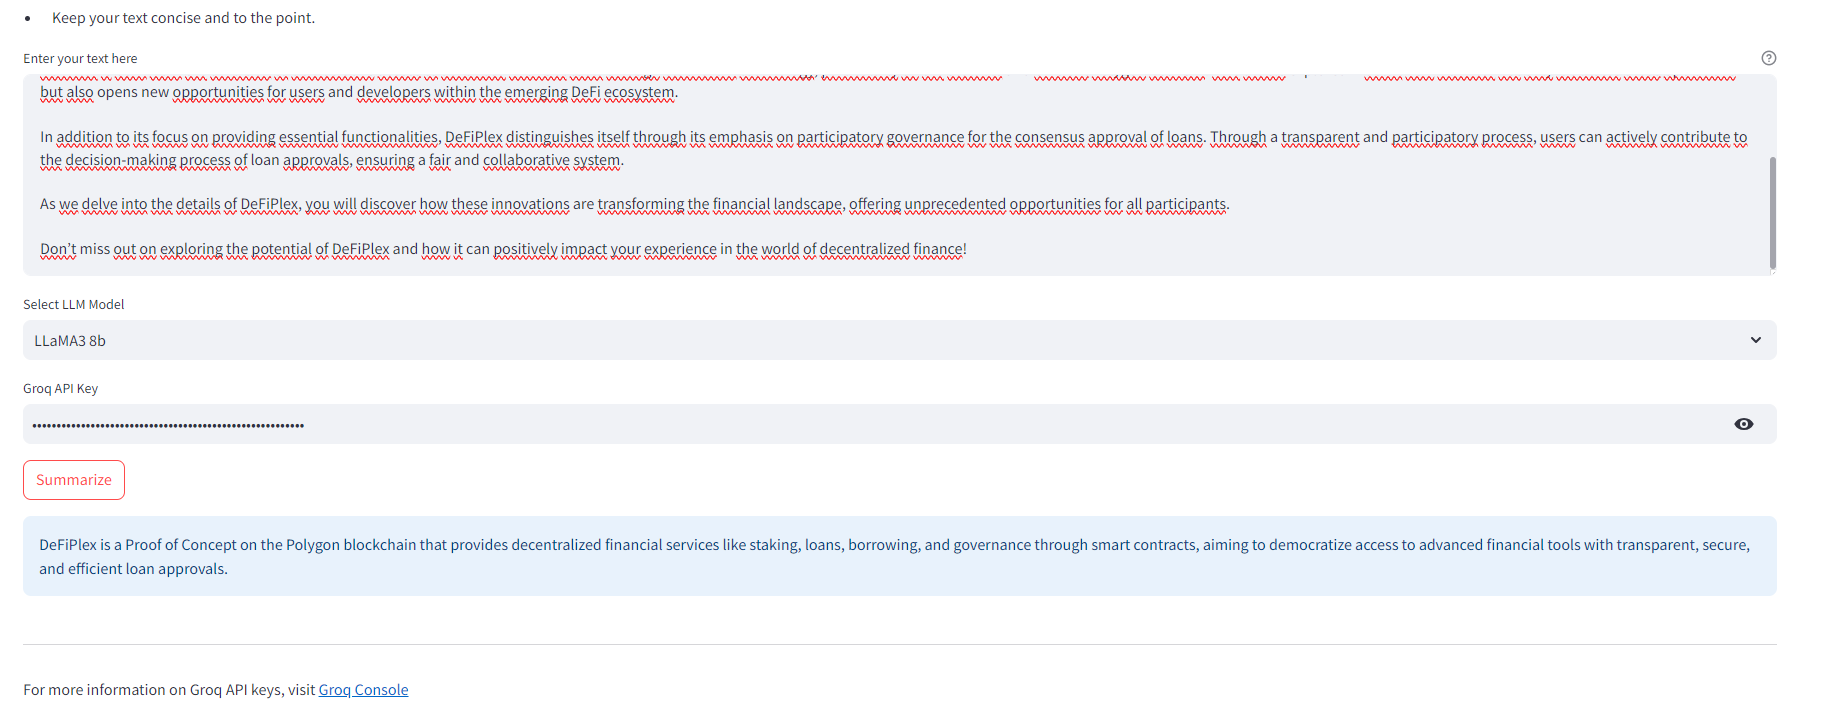 Keep your text concise and to the point.
Enter your text here
but also opens new opportunities for users and developers within the emerging DeFi ecosystem.
In addition to its focus on providing essential functionalities, DeFiPlex distinguishes itself through its emphasis on participatory governance for the consensus approval of loans. Through a transparent and participatory process, users can actively contribute to
the decision-making process of loan approvals, ensuring a fair and collaborative system.
As we delve into the details of DeFiPlex, you will discover how these innovations are transforming the financial landscape, offering unprecedented opportunities for all participants.
Don’t miss out on exploring the potential of DeFiPlex and how it can positively impact your experience in the world of decentralized finance!
Select LLM Model
LLaMA3 8b
Groq API Key
Summarize
DeFiPlex is a Proof of Concept on the Polygon blockchain that provides decentralized financial services like staking, loans, borrowing, and governance through smart contracts, aiming to democratize access to advanced financial tools with transparent, secure,
and efficient loan approvals.
For more information on Groq API keys, visit Groq Console